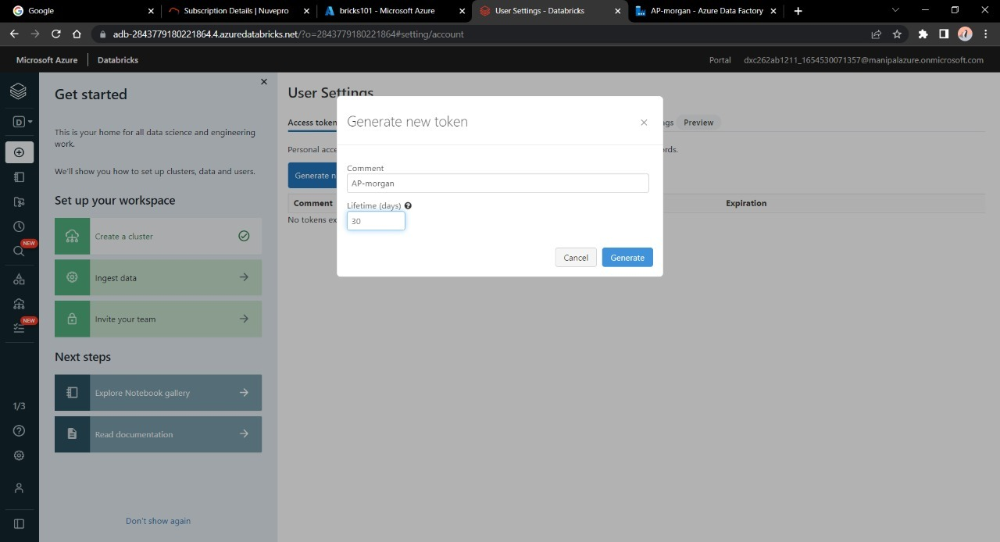 Google
Subscription Details | Nuvepro
bricks101 - Microsoft Azure
User Settings - Databricks
AP-morgan - Azure Data Factory
adb-2843779180221864.4.azuredatabricks.net/?o=2843779180221864#setting/account
Microsoft Azure
Databricks
Portal
dxc262ab1211_1654530071357@manipalazure.onmicrosoft.com
D
NEW
NEW
1/3
Get started
This is your home for all data science and engineering
work.
We'll show you how to set up clusters, data and users.
Set up your workspace
Create a cluster
Ingest data
Invite your team
Next steps
Explore Notebook gallery
Read documentation
Don't show again
User Settings
Access token
gs
Preview
Personal acce
rds.
Generate n
Comment
Expiration
No tokens ex
Generate new token
Comment
AP-morgan
Lifetime (days)
30
Cancel
Generate